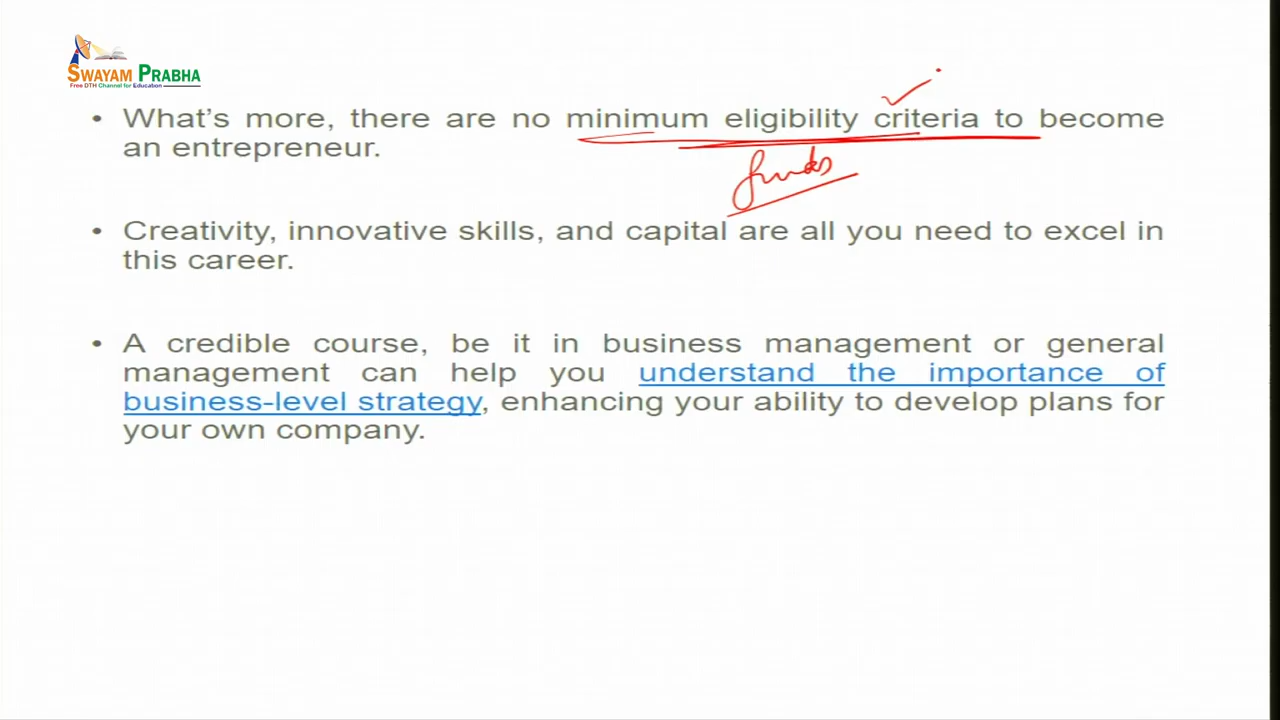 SWAYAM PRABHA
Free DTH Channel for Education
• What's more, there are no minimum eligibility criteria to become
an entrepreneur.
funds
• Creativity, innovative skills, and capital are all you need to excel in
this career.
• A credible course, be it in business management or general
management can help you understand the importance of
business-level strategy, enhancing your ability to develop plans for
your own company.